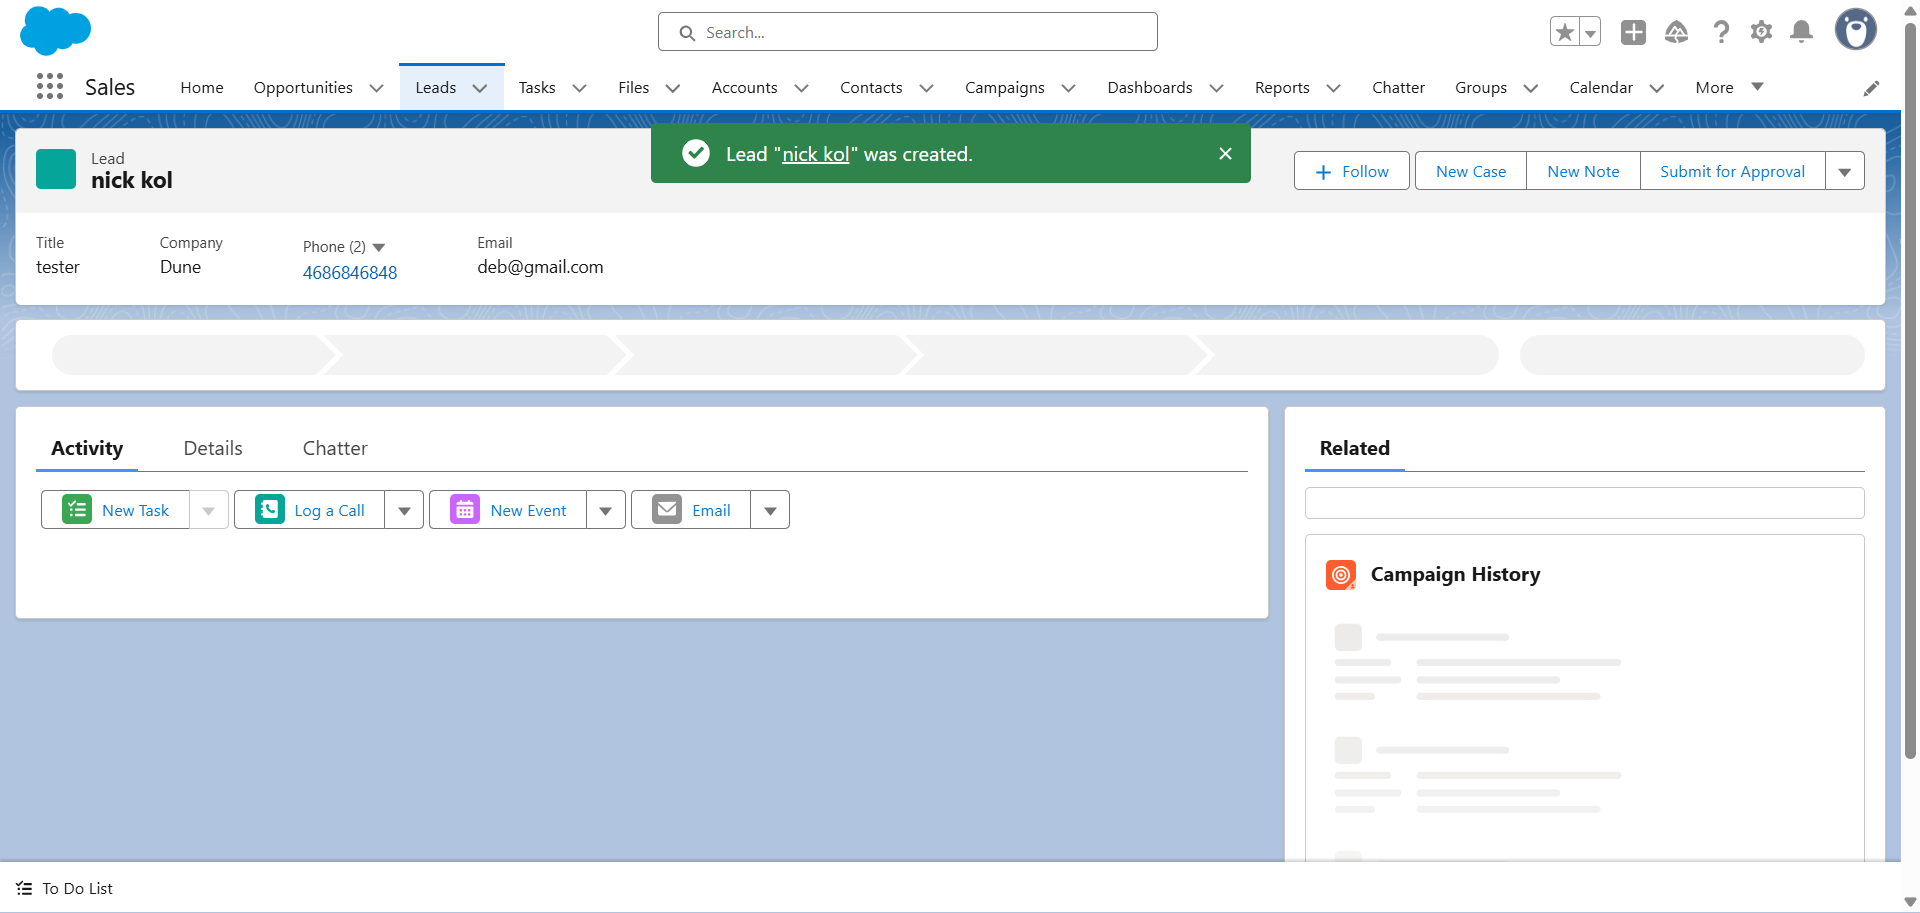 Search...
Sales
Home
Opportunities
Leads
Tasks
Files
Accounts
Contacts
Campaigns
Dashboards
Reports
Chatter
Groups
Calendar
More
Lead "nick kol" was created.
Lead
nick kol
Follow
New Case
New Note
Submit for Approval
Title
tester
Company
Dune
Phone (2)
4686846848
Email
deb@gmail.com
Activity
Details
Chatter
New Task
Log a Call
New Event
Email
Related
Campaign History
To Do List